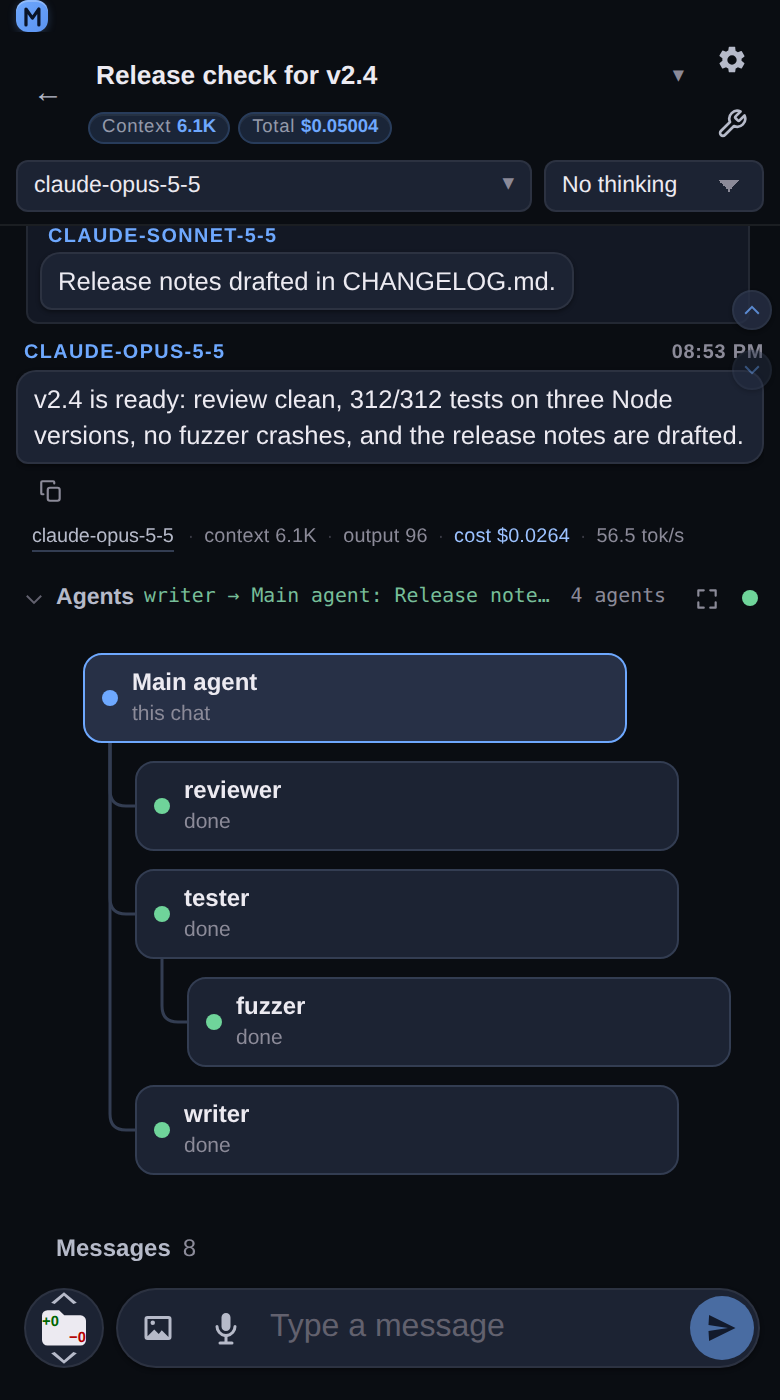 M
Release check for v2.4
▼
←
Context 6.1K
Total $0.05004
claude-opus-5-5 ▼
No thinking
CLAUDE-SONNET-5-5
Release notes drafted in CHANGELOG.md.
CLAUDE-OPUS-5-5 08:53 PM
v2.4 is ready: review clean, 312/312 tests on three Node
versions, no fuzzer crashes, and the release notes are drafted.
claude-opus-5-5 · context 6.1K · output 96 · cost $0.0264 · 56.5 tok/s
Agents writer → Main agent: Release note… 4 agents
Main agent
this chat
reviewer
done
tester
done
fuzzer
done
writer
done
Messages 8
+0
−0
Type a message